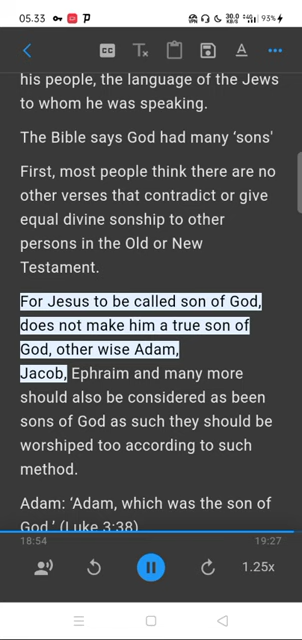 05.33
30.0
KB/S
93%
CC
A
his people, the language of the Jews
to whom he was speaking.
The Bible says God had many ‘sons'
First, most people think there are no
other verses that contradict or give
equal divine sonship to other
persons in the Old or New
Testament.
For Jesus to be called son of God,
does not make him a true son of
God, other wise Adam,
Jacob, Ephraim and many more
should also be considered as been
sons of God as such they should be
worshiped too according to such
method.
Adam: ‘Adam, which was the son of
God.’ (Luke 3:38)
18:54
19:27
1.25x